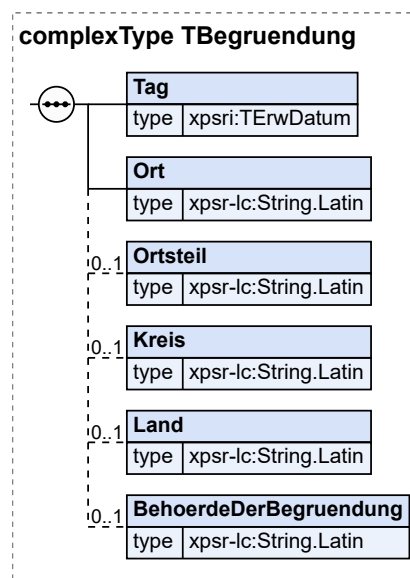 complexType TBegruendung
Tag
type xpsri:TErwDatum
Ort
type xpsr-lc:String.Latin
0..1 Ortsteil
type xpsr-lc:String.Latin
0..1 Kreis
type xpsr-lc:String.Latin
0..1 Land
type xpsr-lc:String.Latin
0..1 BehoerdeDerBegruendung
type xpsr-lc:String.Latin